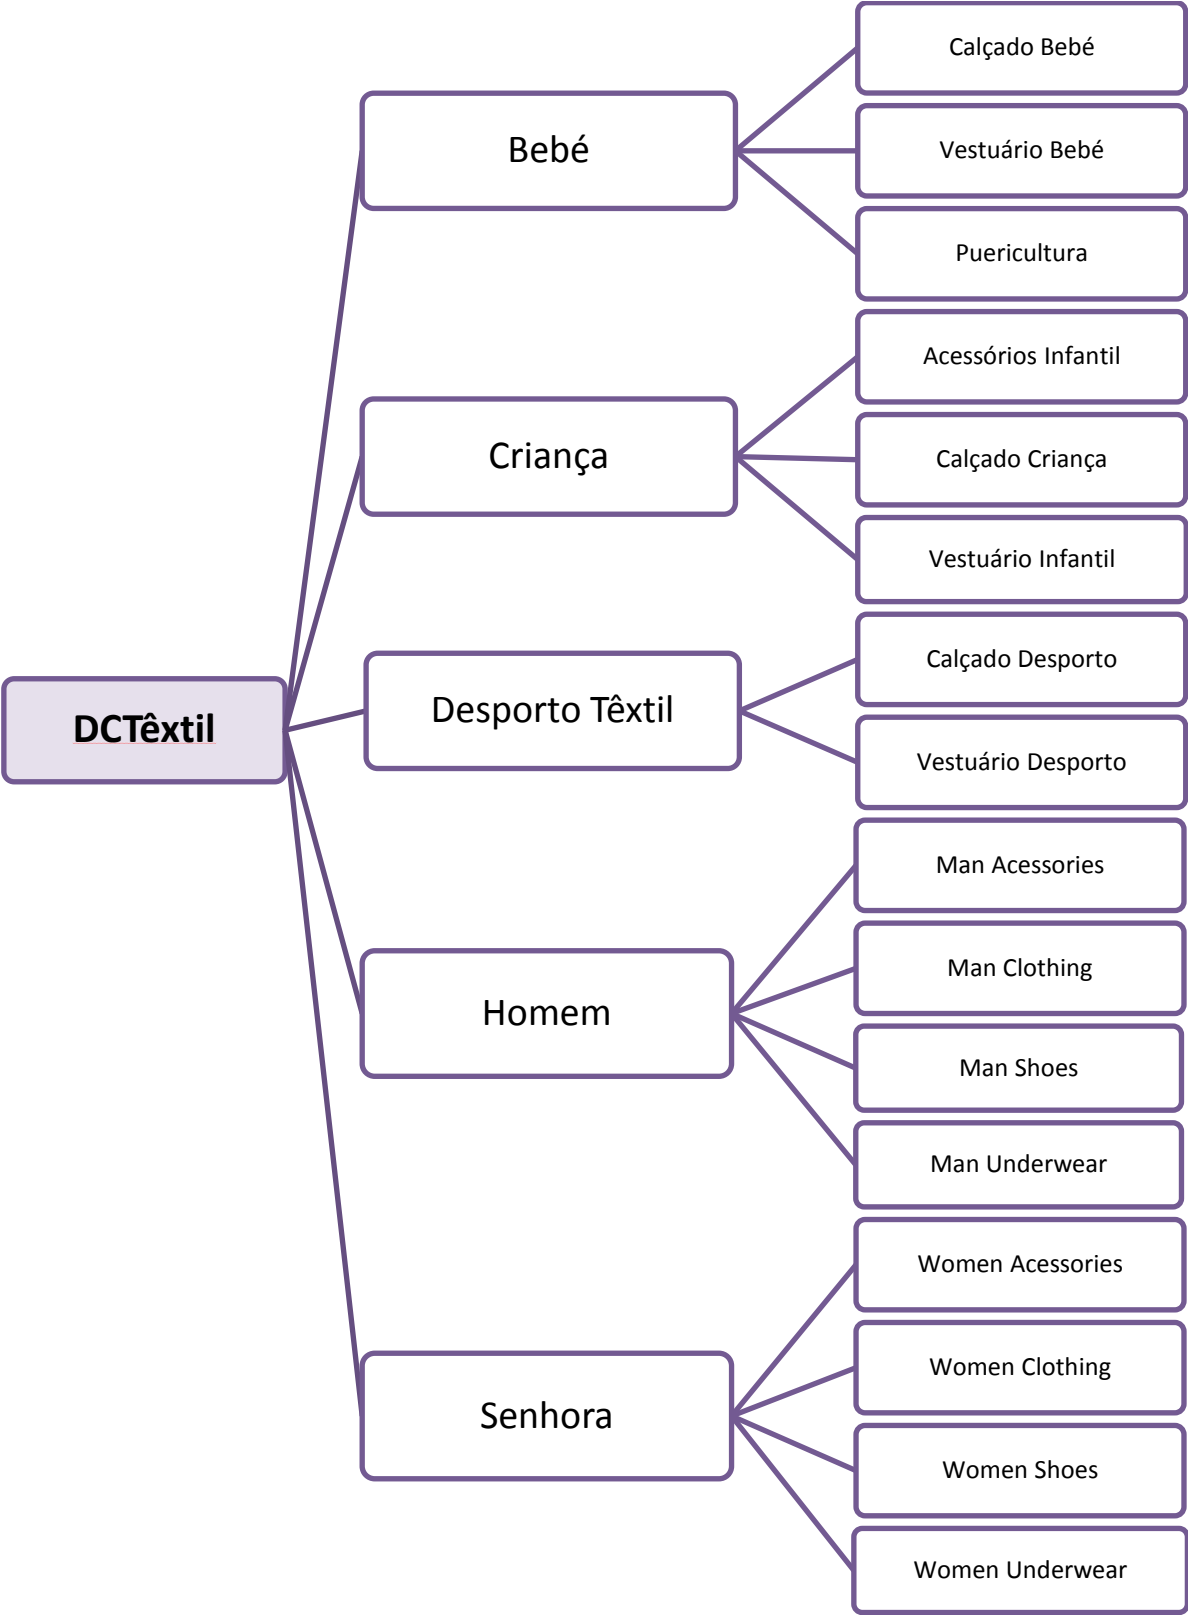 DCTêxtil
Bebé
Calçado Bebé
Vestuário Bebé
Puericultura
Criança
Acessórios Infantil
Calçado Criança
Vestuário Infantil
Desporto Têxtil
Calçado Desporto
Vestuário Desporto
Homem
Man Acessories
Man Clothing
Man Shoes
Man Underwear
Senhora
Women Acessories
Women Clothing
Women Shoes
Women Underwear